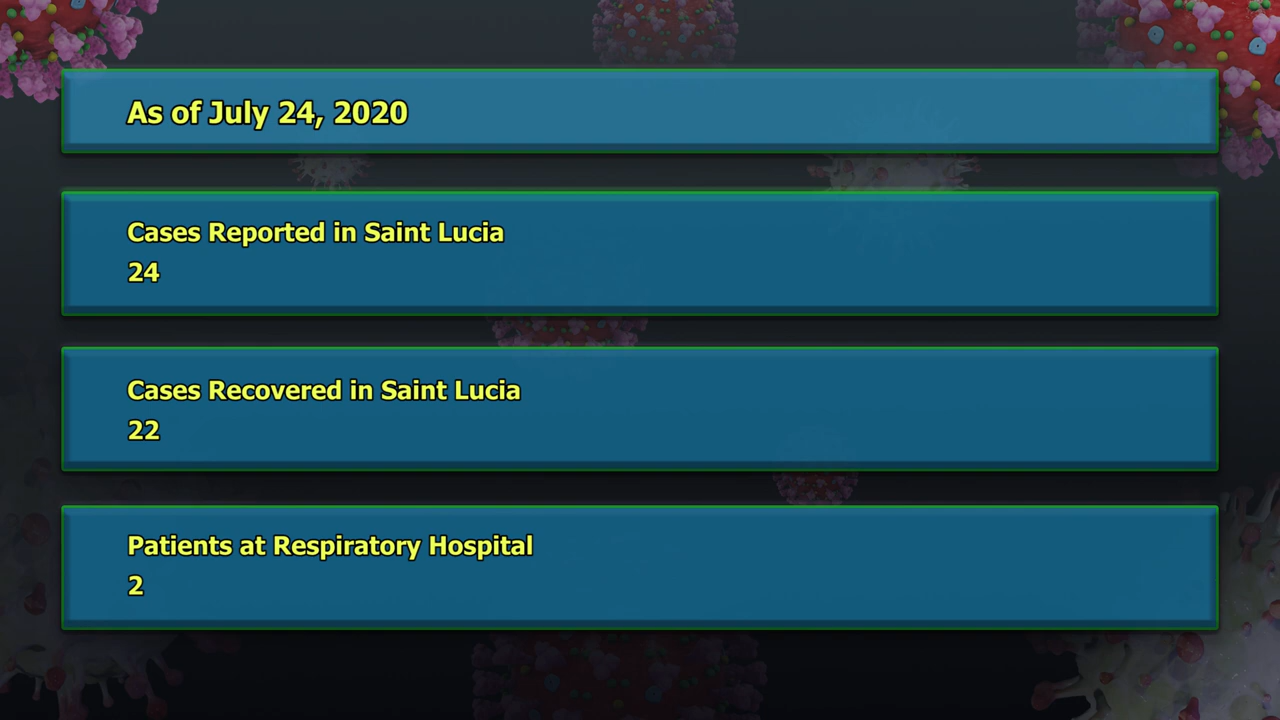 As of July 24, 2020
Cases Reported in Saint Lucia
24
Cases Recovered in Saint Lucia
22
Patients at Respiratory Hospital
2